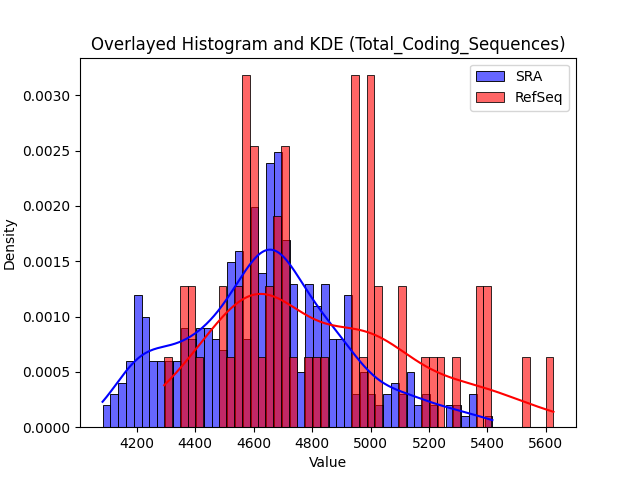 Overlayed Histogram and KDE (Total_Coding_Sequences)
SRA
RefSeq
0.0030
0.0025
0.0020
0.0015
0.0010
0.0005
0.0000
Density
4200 4400 4600 4800 5000 5200 5400 5600
Value